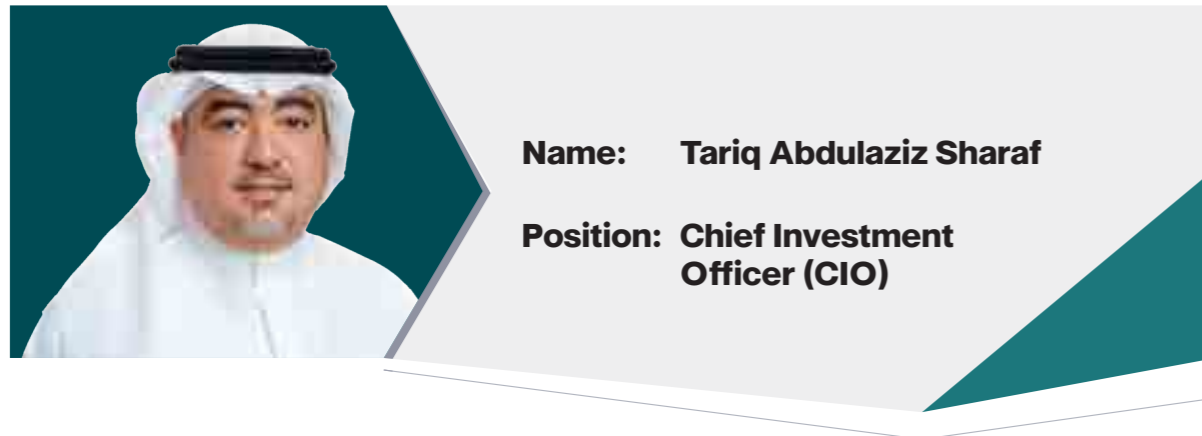 Name: Tariq Abdulaziz Sharaf
Position: Chief Investment
Officer (CIO)